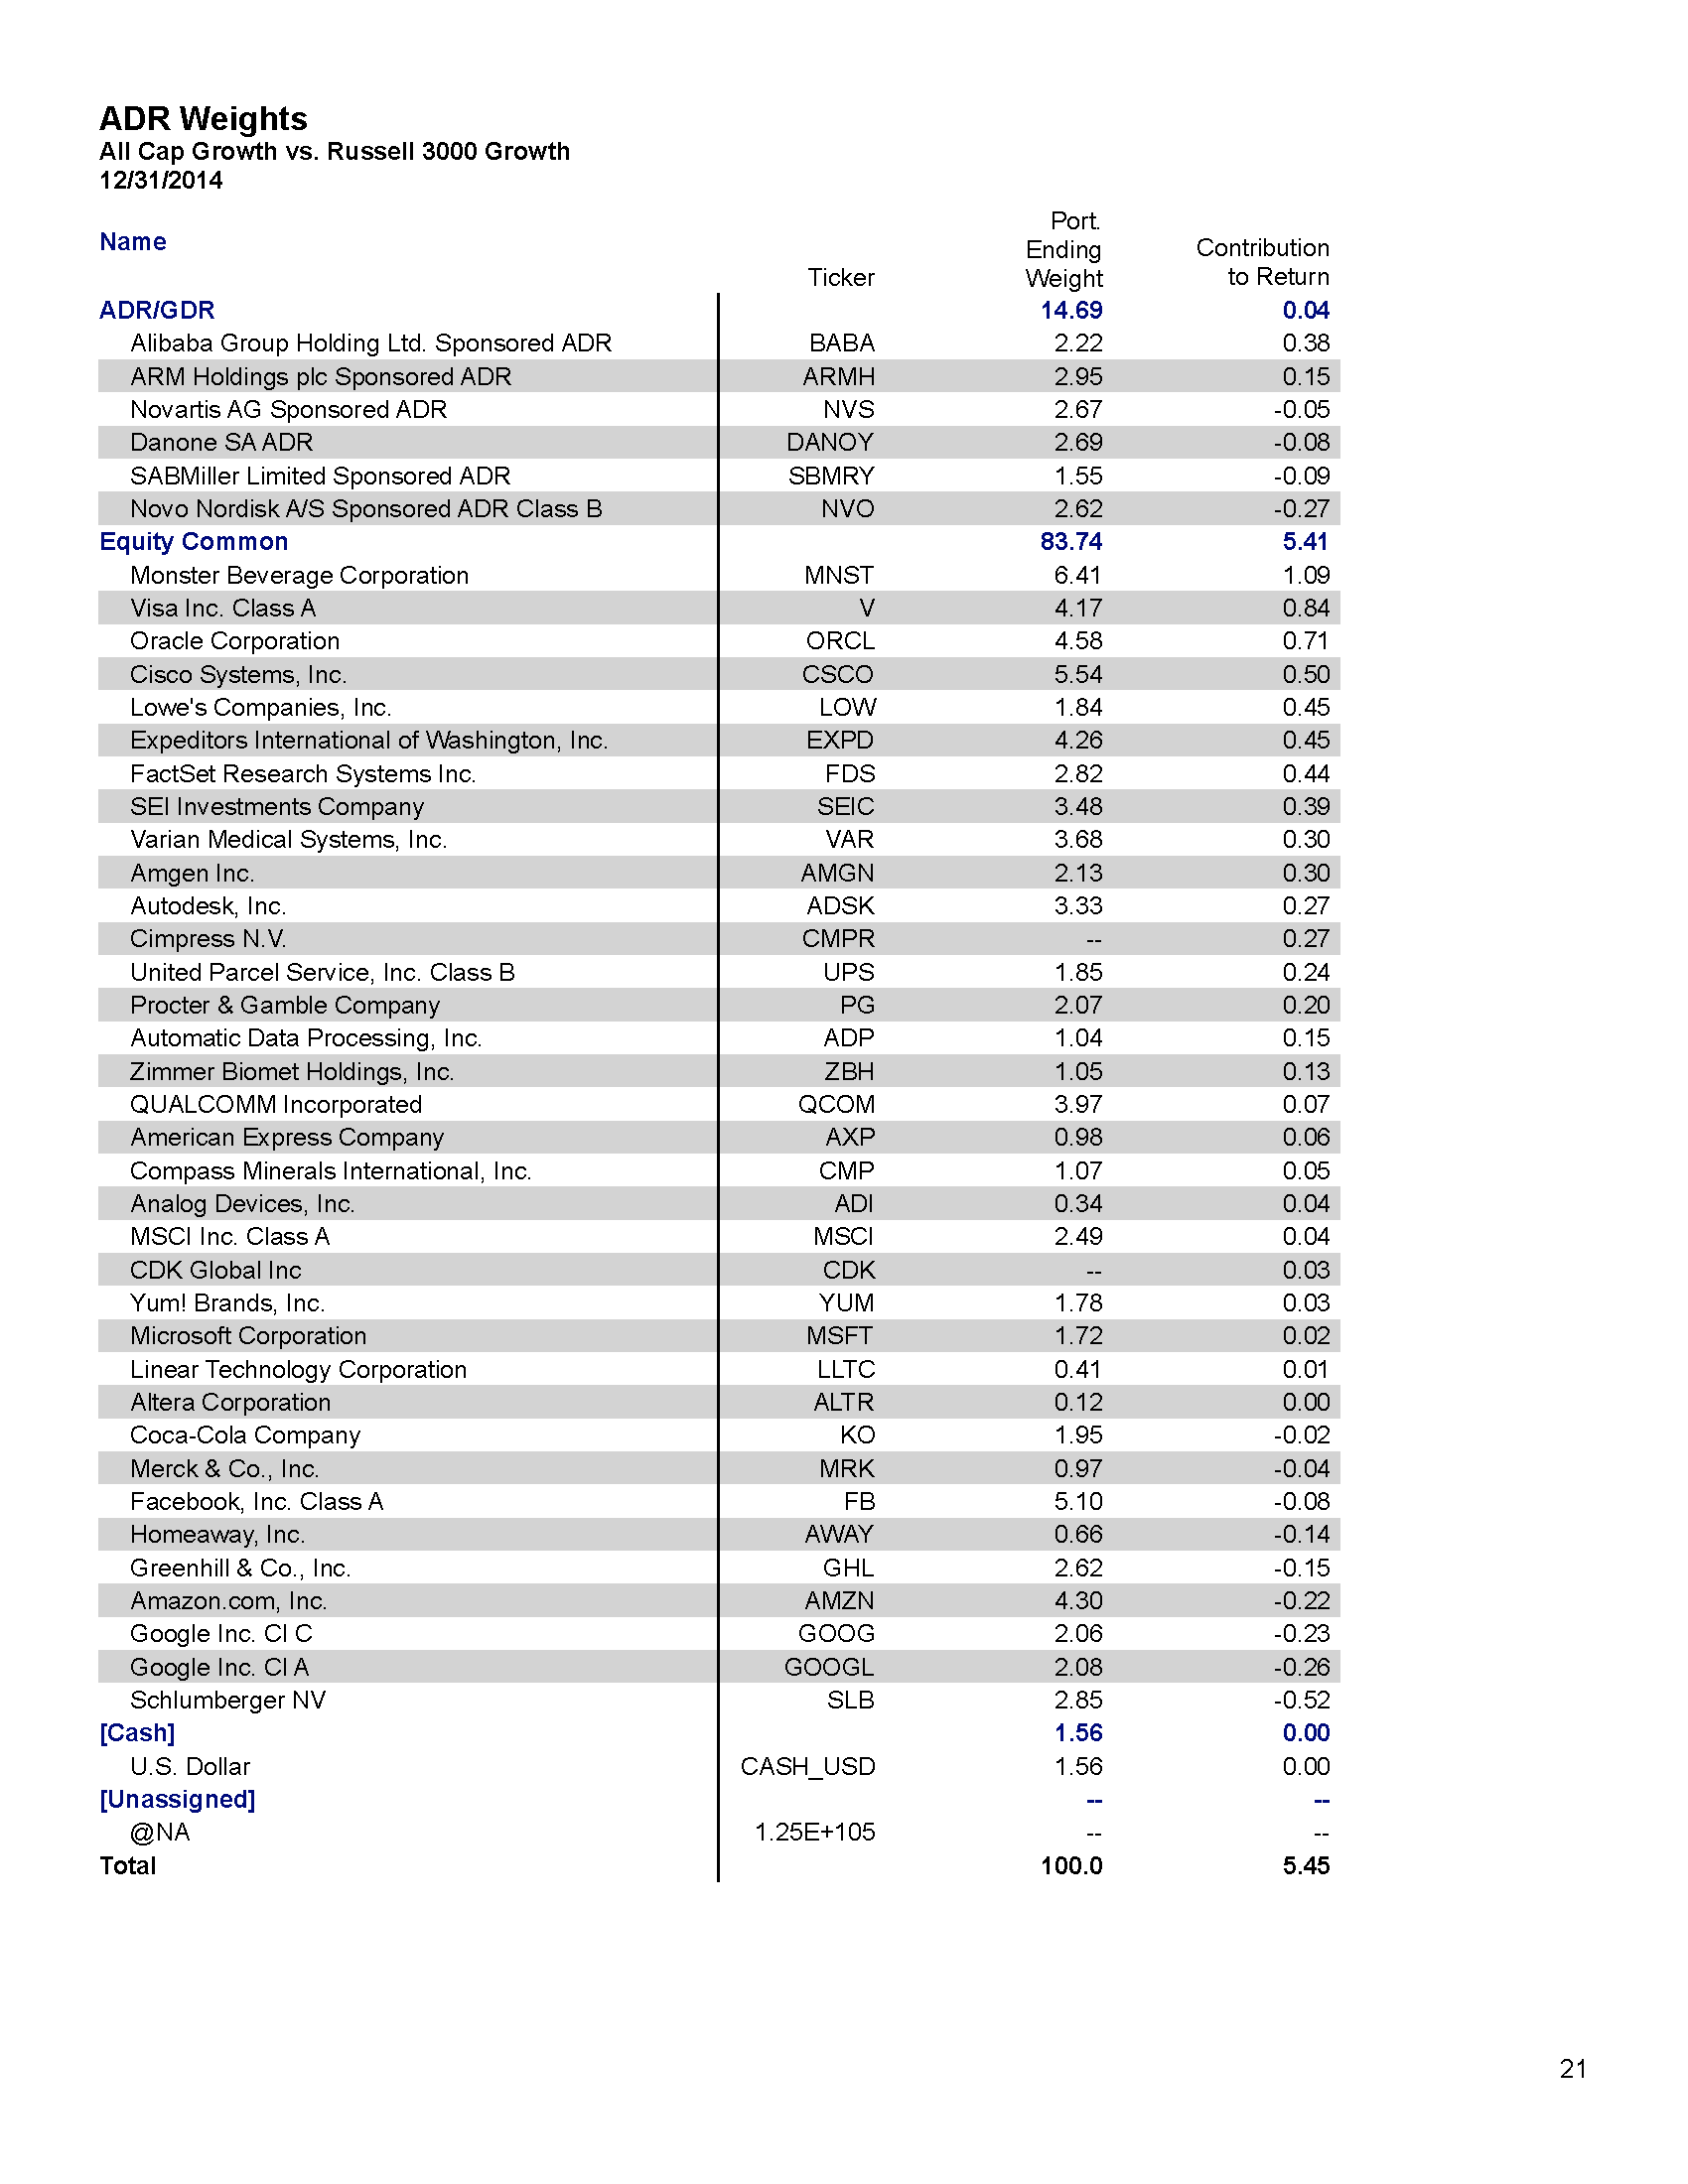 ADR Weights
All Cap Growth vs. Russell 3000 Growth
12/31/2014
Name Ticker Port. Ending Weight Contribution to Return
ADR/GDR 14.69 0.04
Alibaba Group Holding Ltd. Sponsored ADR BABA 2.22 0.38
ARM Holdings plc Sponsored ADR ARMH 2.95 0.15
Novartis AG Sponsored ADR NVS 2.67 -0.05
Danone SA ADR DANOY 2.69 -0.08
SABMiller Limited Sponsored ADR SBMRY 1.55 -0.09
Novo Nordisk A/S Sponsored ADR Class B NVO 2.62 -0.27
Equity Common 83.74 5.41
Monster Beverage Corporation MNST 6.41 1.09
Visa Inc. Class A V 4.17 0.84
Oracle Corporation ORCL 4.58 0.71
Cisco Systems, Inc. CSCO 5.54 0.50
Lowe's Companies, Inc. LOW 1.84 0.45
Expeditors International of Washington, Inc. EXPD 4.26 0.45
FactSet Research Systems Inc. FDS 2.82 0.44
SEI Investments Company SEIC 3.48 0.39
Varian Medical Systems, Inc. VAR 3.68 0.30
Amgen Inc. AMGN 2.13 0.30
Autodesk, Inc. ADSK 3.33 0.27
Cimpress N.V. CMPR -- 0.27
United Parcel Service, Inc. Class B UPS 1.85 0.24
Procter & Gamble Company PG 2.07 0.20
Automatic Data Processing, Inc. ADP 1.04 0.15
Zimmer Biomet Holdings, Inc. ZBH 1.05 0.13
QUALCOMM Incorporated QCOM 3.97 0.07
American Express Company AXP 0.98 0.06
Compass Minerals International, Inc. CMP 1.07 0.05
Analog Devices, Inc. ADI 0.34 0.04
MSCI Inc. Class A MSCI 2.49 0.04
CDK Global Inc CDK -- 0.03
Yum! Brands, Inc. YUM 1.78 0.03
Microsoft Corporation MSFT 1.72 0.02
Linear Technology Corporation LLTC 0.41 0.01
Altera Corporation ALTR 0.12 0.00
Coca-Cola Company KO 1.95 -0.02
Merck & Co., Inc. MRK 0.97 -0.04
Facebook, Inc. Class A FB 5.10 -0.08
Homeaway, Inc. AWAY 0.66 -0.14
Greenhill & Co., Inc. GHL 2.62 -0.15
Amazon.com, Inc. AMZN 4.30 -0.22
Google Inc. Cl C GOOG 2.06 -0.23
Google Inc. Cl A GOOGL 2.08 -0.26
Schlumberger NV SLB 2.85 -0.52
[Cash] 1.56 0.00
U.S. Dollar CASH_USD 1.56 0.00
[Unassigned] -- --
@NA 1.25E+105 -- --
Total 100.0 5.45
21